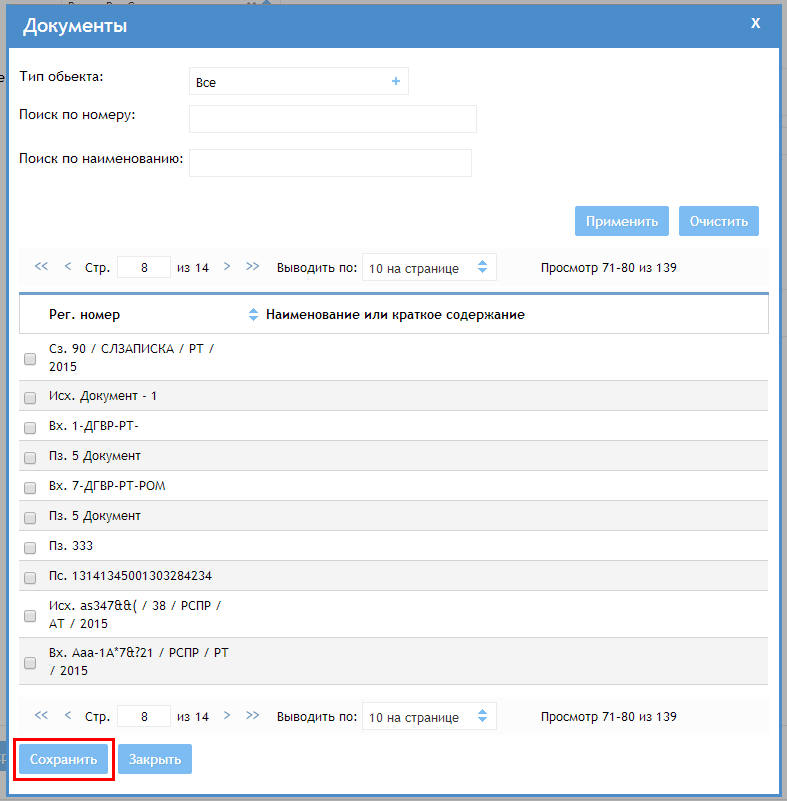 Документы
X
Тип обьекта:
Все
+
Поиск по номеру:
Поиск по наименованию:
Применить Очистить
<< < Стр. 8 из 14 > >> Выводить по: 10 на странице Просмотр 71-80 из 139
Рег. номер Наименование или краткое содержание
Сз. 90 / СЛЗАПИСКА / РТ /
2015
Исх. Документ - 1
Вх. 1-ДГВР-РТ-
Пз. 5 Документ
Вх. 7-ДГВР-РТ-РОМ
Пз. 5 Документ
Пз. 333
Пс. 13141345001303284234
Исх. as347&&( / 38 / РСПР /
АТ / 2015
Вх. Ааа-1А*7&?21 / РСПР / РТ
/ 2015
<< < Стр. 8 из 14 > >> Выводить по: 10 на странице Просмотр 71-80 из 139
Сохранить Закрыть